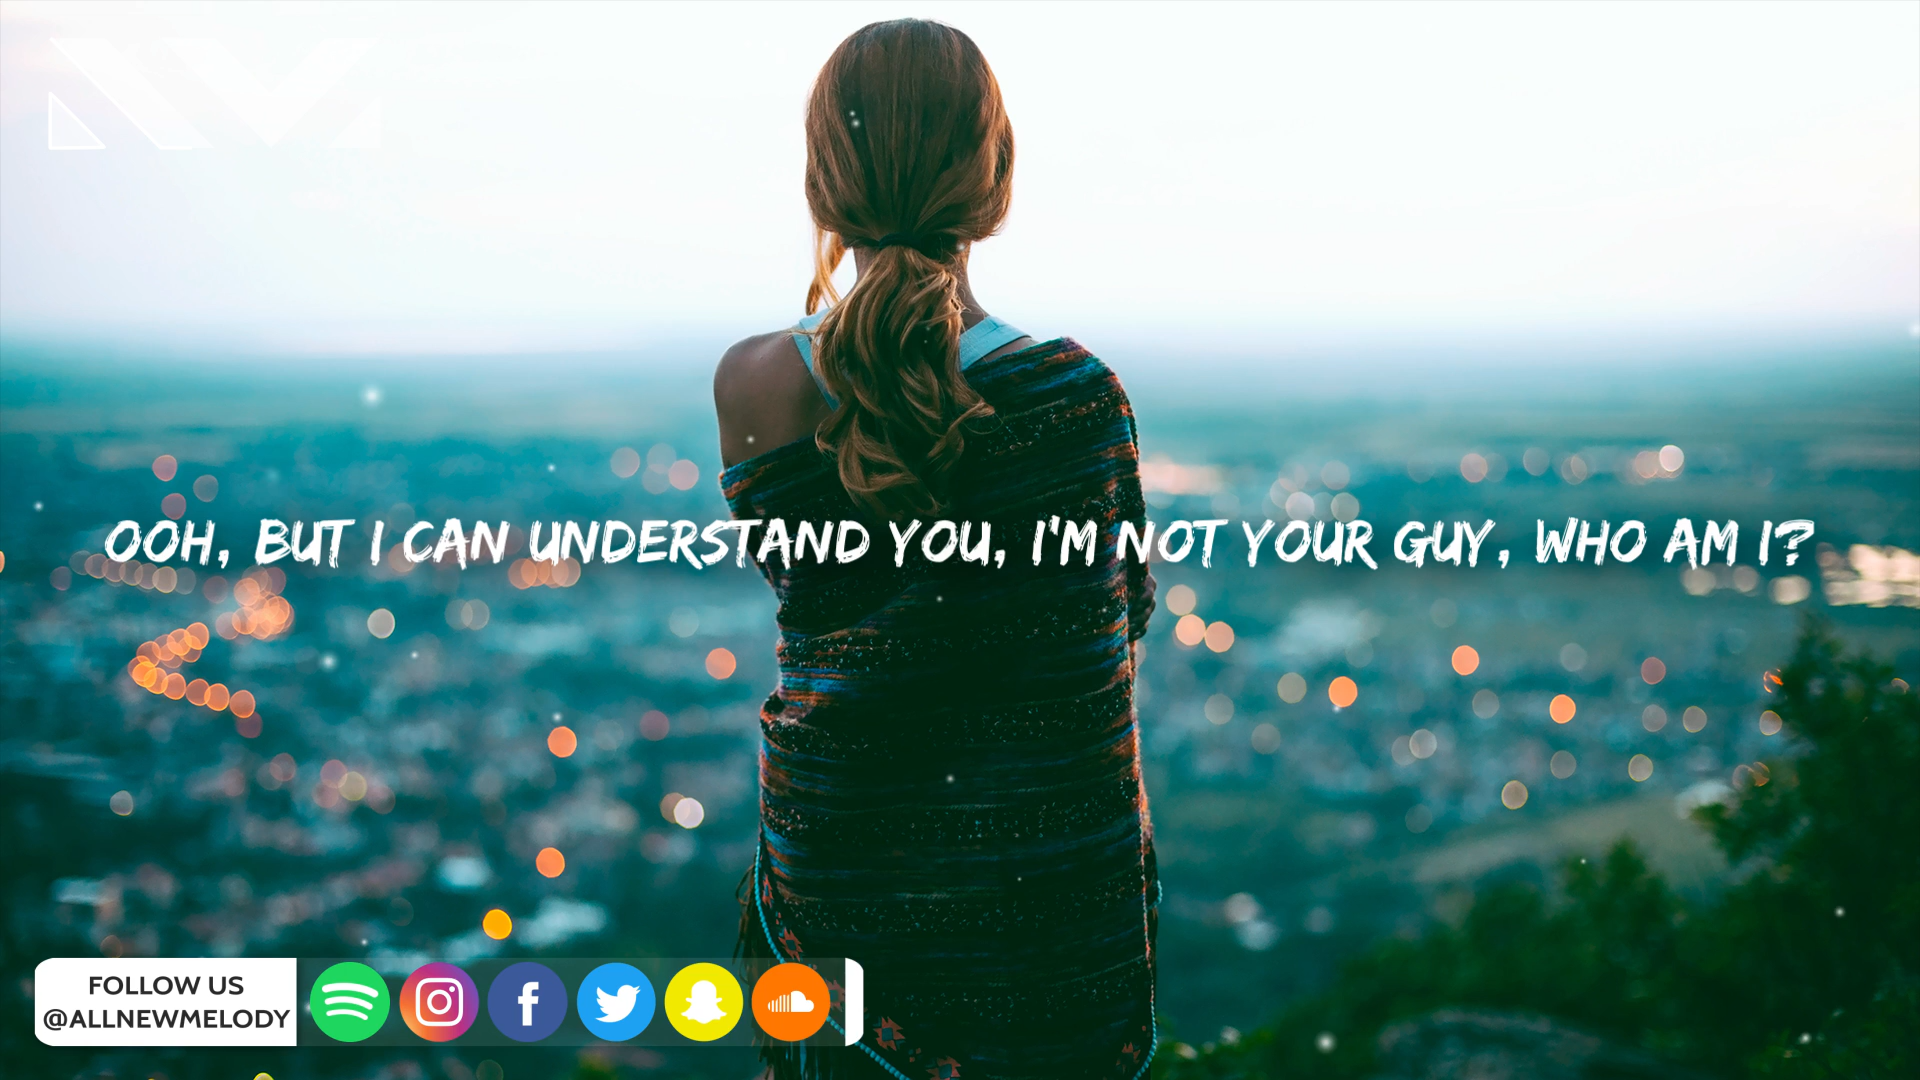 OOH, BUT I CAN UNDERSTAND YOU, I'M NOT YOUR GUY, WHO AM I?
FOLLOW US
@ALLNEWMELODY